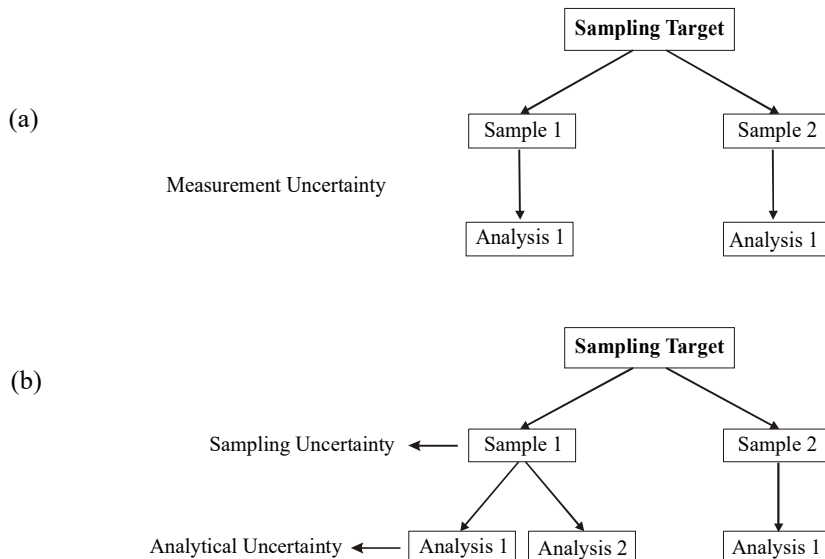 Sampling Target
(a)
Sample 1 Sample 2
Measurement Uncertainty
Analysis 1 Analysis 1
Sampling Target
(b)
Sampling Uncertainty Sample 1 Sample 2
Analytical Uncertainty Analysis 1 Analysis 2 Analysis 1